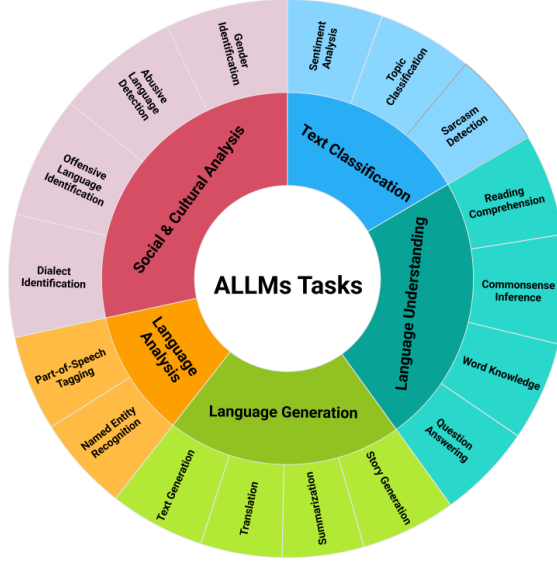 ALLMs Tasks
Text Classification
Sentiment
Analysis
Topic
Classification
Sarcasm
Detection
Language Understanding
Reading
Comprehension
Commonsense
Inference
Word Knowledge
Question
Answering
Language Generation
Story Generation
Summarization
Translation
Text Generation
Language
Analysis
Named Entity
Recognition
Part-of-Speech
Tagging
Social & Cultural Analysis
Dialect
Identification
Offensive
Language
Identification
Abusive
Language
Detection
Gender
Identification